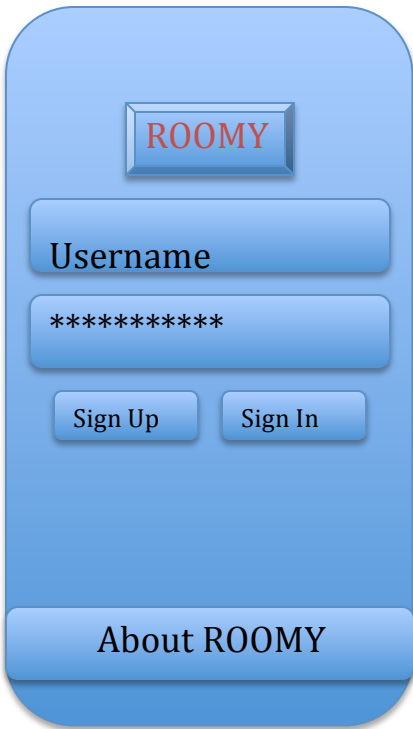 ROOMY
Username
***********
Sign Up Sign In
About ROOMY